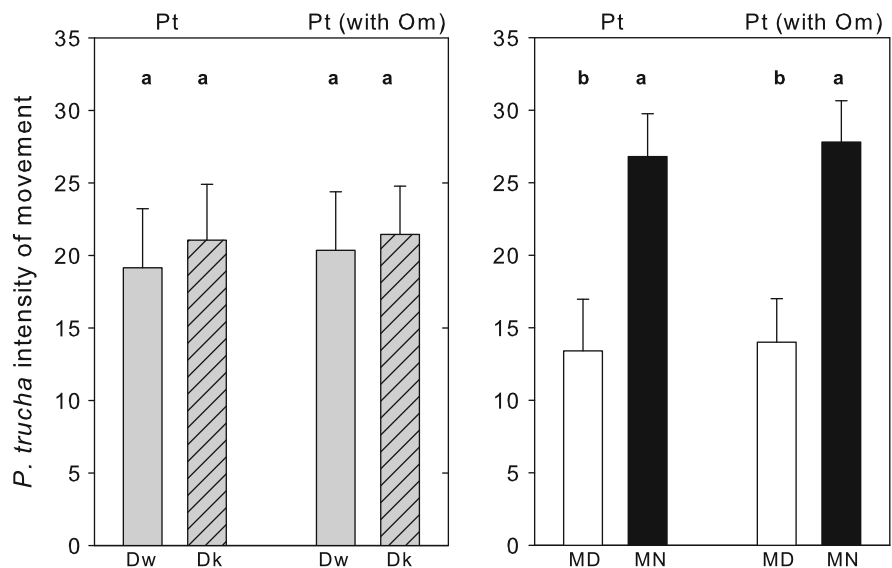 Pt Pt (with Om)
35
30
25
20
15
10
5
0
a a a a
P. trucha intensity of movement
Dw Dk Dw Dk
Pt Pt (with Om)
35
30
25
20
15
10
5
0
b a b a
MD MN MD MN